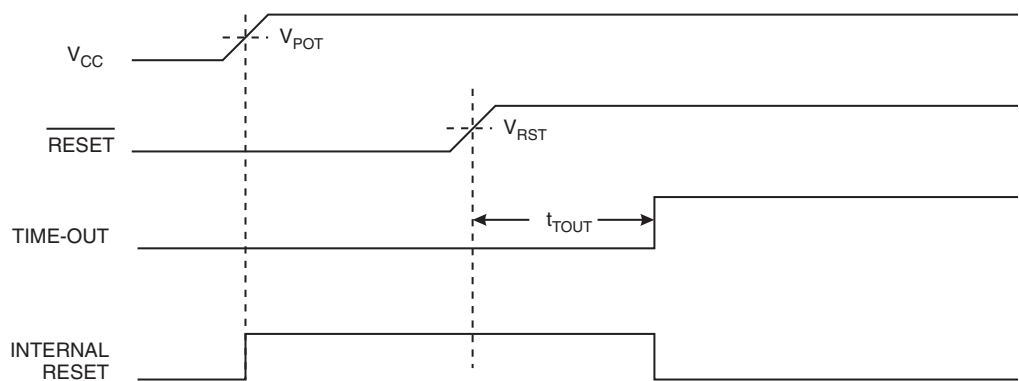 V_CC
V_POT
RESET
V_RST
TIME-OUT
t_TOUT
INTERNAL
RESET